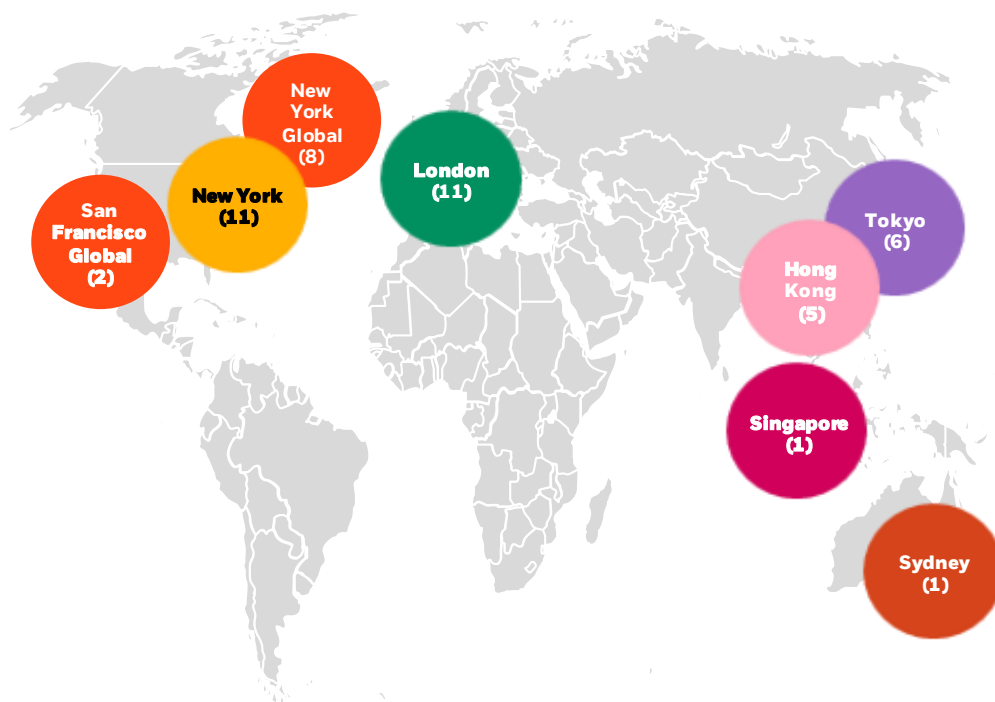 New
York
Global
(8)
New York
(11)
London
(11)
San
Francisco
Global
(2)
Tokyo
(6)
Hong
Kong
(5)
Singapore
(1)
Sydney
(1)